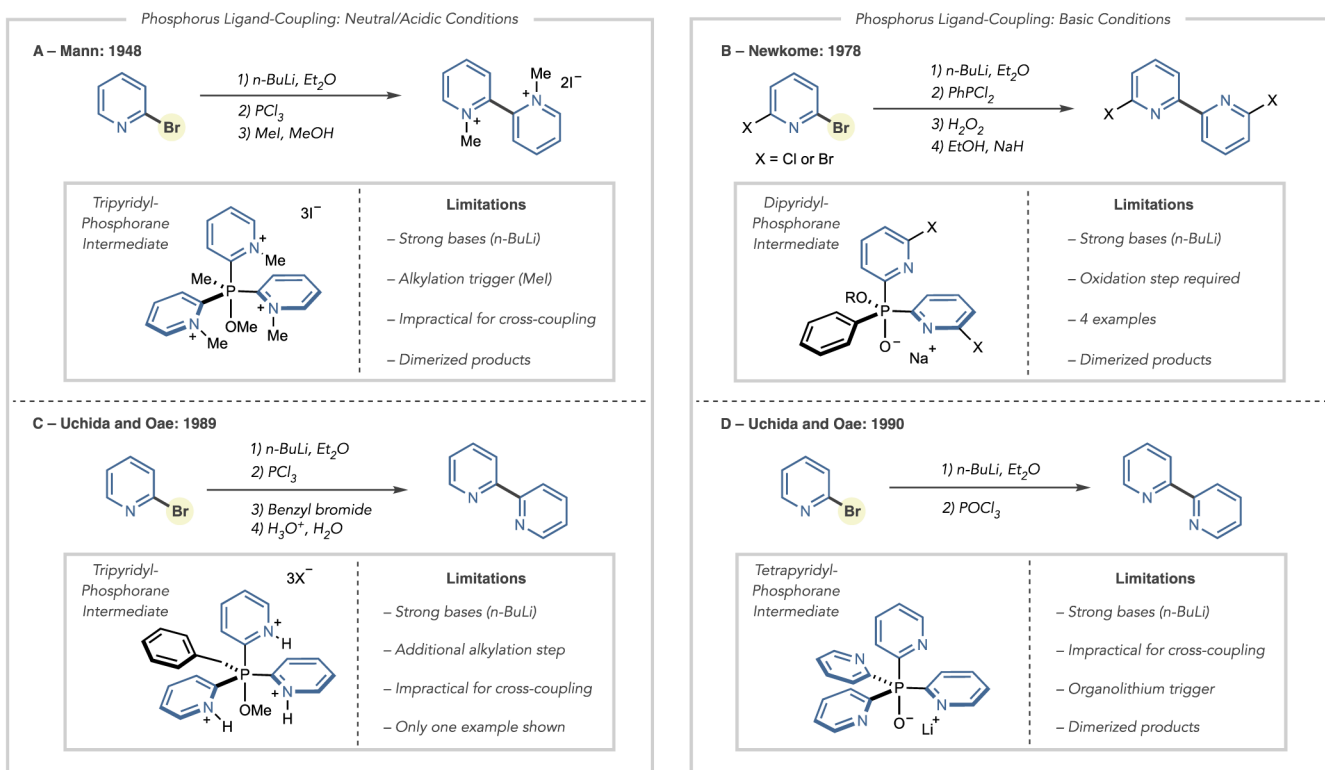 Phosphorus Ligand-Coupling: Neutral/Acidic Conditions
A – Mann: 1948
N
Br
1) n-BuLi, Et2O
2) PCl3
3) MeI, MeOH
Me
N
+
2I–
N
+
Me
Tripyridyl-
Phosphorane
Intermediate
3I–
+
N
Me
Me
P
OMe
N
+
Me
N
+
Me
Limitations
– Strong bases (n-BuLi)
– Alkylation trigger (MeI)
– Impractical for cross-coupling
– Dimerized products
C – Uchida and Oae: 1989
N
Br
1) n-BuLi, Et2O
2) PCl3
3) Benzyl bromide
4) H3O+, H2O
N
N
Tripyridyl-
Phosphorane
Intermediate
3X–
+
N
H
P
OMe
N
+
H
N
+
H
Limitations
– Strong bases (n-BuLi)
– Additional alkylation step
– Impractical for cross-coupling
– Only one example shown
Phosphorus Ligand-Coupling: Basic Conditions
B – Newkome: 1978
X
N
Br
X = Cl or Br
1) n-BuLi, Et2O
2) PhPCl2
3) H2O2
4) EtOH, NaH
X
N
N
X
Dipyridyl-
Phosphorane
Intermediate
X
N
RO
P
O–
Na+
N
X
Limitations
– Strong bases (n-BuLi)
– Oxidation step required
– 4 examples
– Dimerized products
D – Uchida and Oae: 1990
N
Br
1) n-BuLi, Et2O
2) POCl3
N
N
Tetrapyridyl-
Phosphorane
Intermediate
N
N
P
N
N
O–
Li+
Limitations
– Strong bases (n-BuLi)
– Impractical for cross-coupling
– Organolithium trigger
– Dimerized products